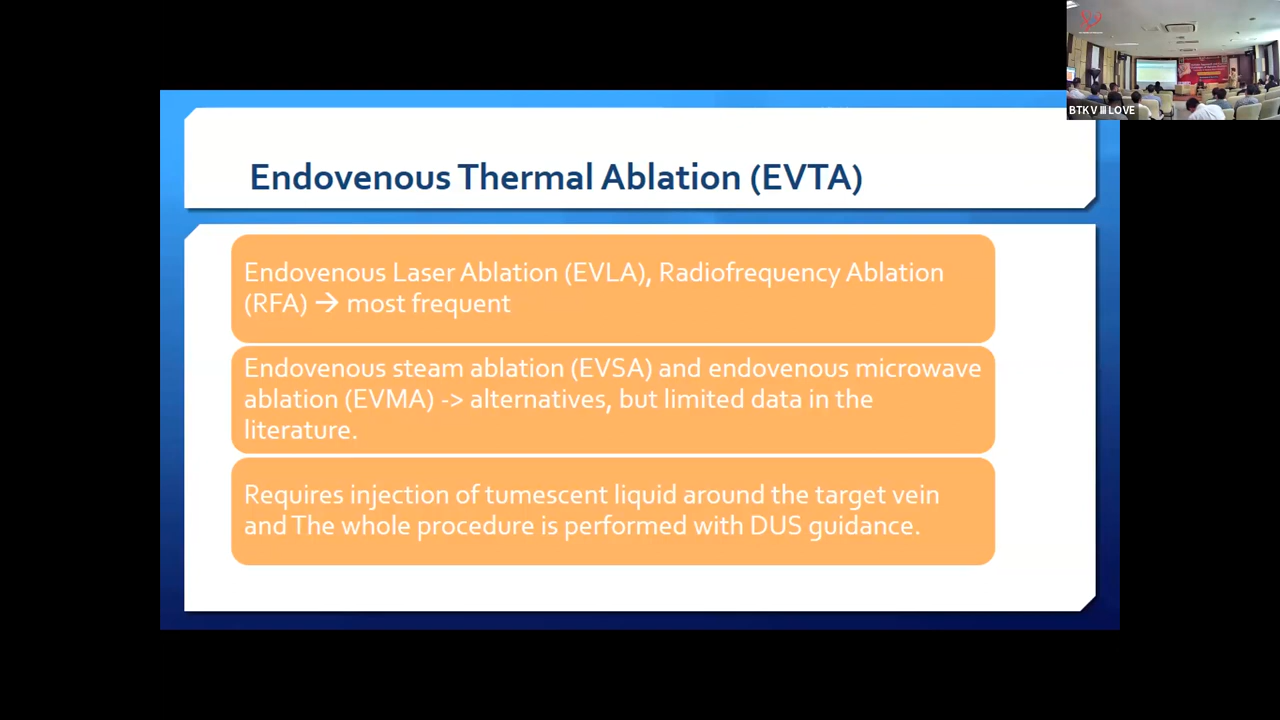 Endovenous Thermal Ablation (EVTA)
Endovenous Laser Ablation (EVLA), Radiofrequency Ablation
(RFA) → most frequent
Endovenous steam ablation (EVSA) and endovenous microwave
ablation (EVMA) -> alternatives, but limited data in the
literature.
Requires injection of tumescent liquid around the target vein
and The whole procedure is performed with DUS guidance.
BTKV III LOVE